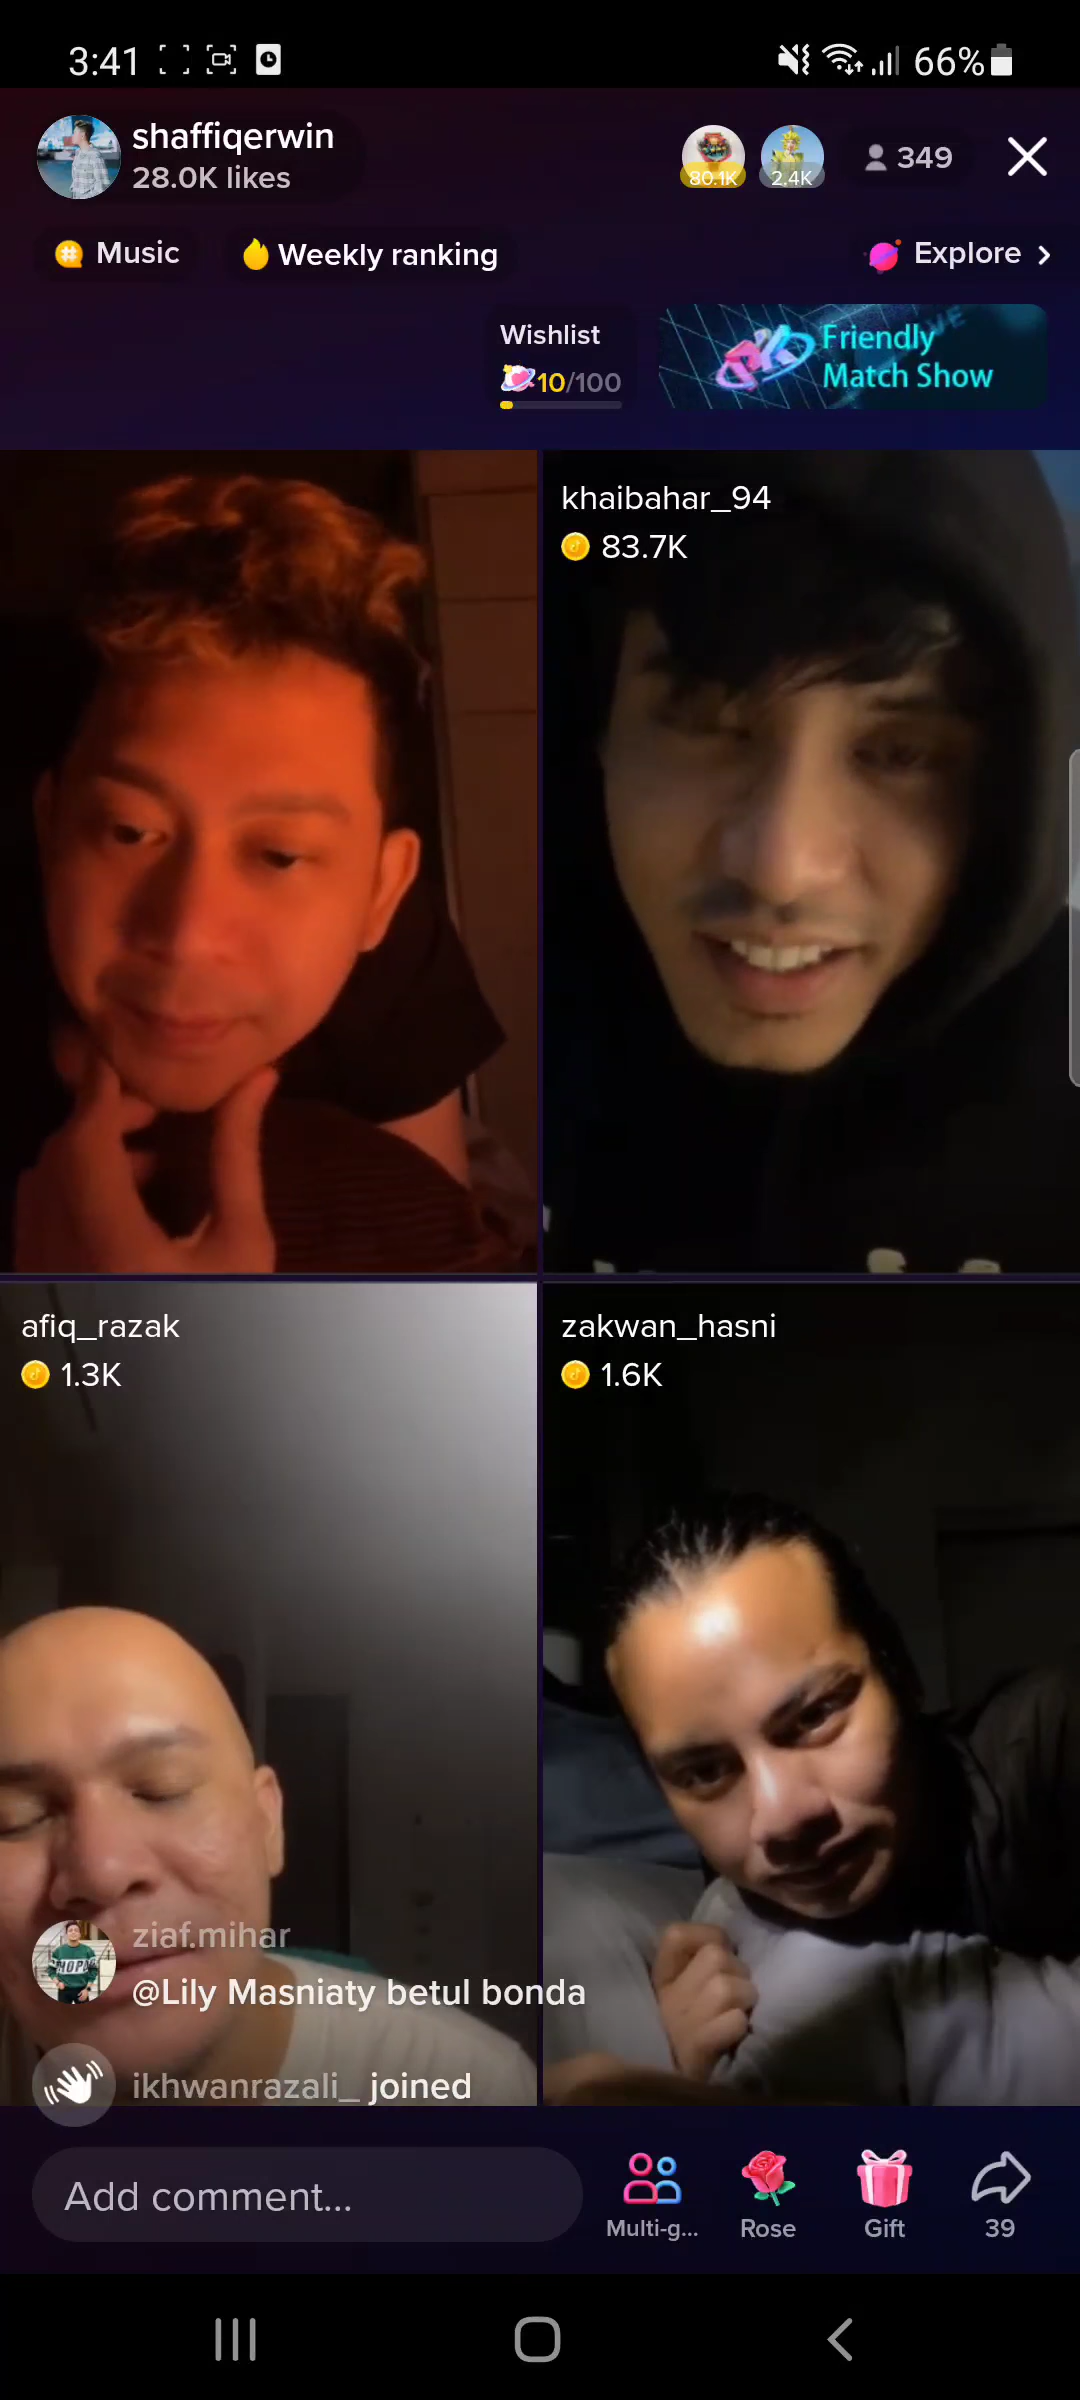 3:41
66%
shaffiqerwin
28.0K likes
80.1K
2.4K
349
Music
Weekly ranking
Explore
Wishlist
10/100
Friendly
Match Show
khaibahar_94
83.7K
afiq_razak
1.3K
zakwan_hasni
1.6K
ziaf.mihar
@Lily Masniaty betul bonda
ikhwanrazali_ joined
Add comment...
Multi-g...
Rose
Gift
39